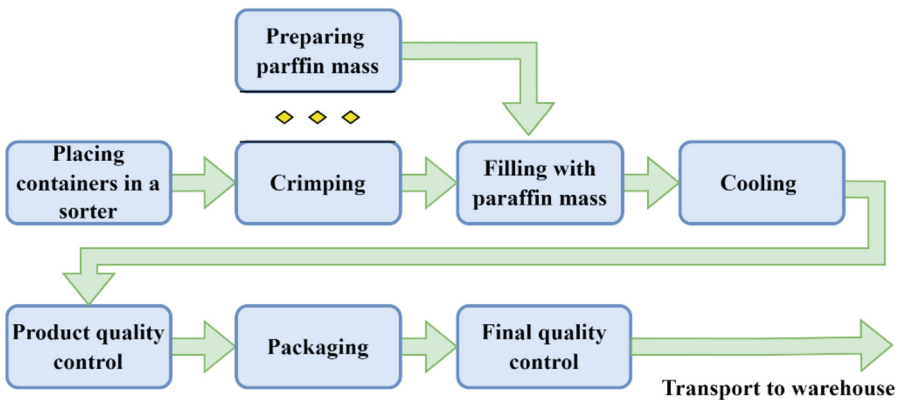 Preparing
parffin mass
Placing
containers in a
sorter
Crimping
Filling with
paraffin mass
Cooling
Product quality
control
Packaging
Final quality
control
Transport to warehouse